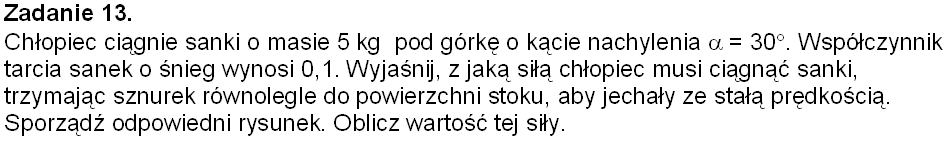 Zadanie 13.
Chłopiec ciągnie sanki o masie 5 kg pod górkę o kącie nachylenia α = 30°. Współczynnik
tarcia sanek o śnieg wynosi 0,1. Wyjaśnij, z jaką siłą chłopiec musi ciągnąć sanki,
trzymając sznurek równolegle do powierzchni stoku, aby jechały ze stałą prędkością.
Sporządź odpowiedni rysunek. Oblicz wartość tej siły.